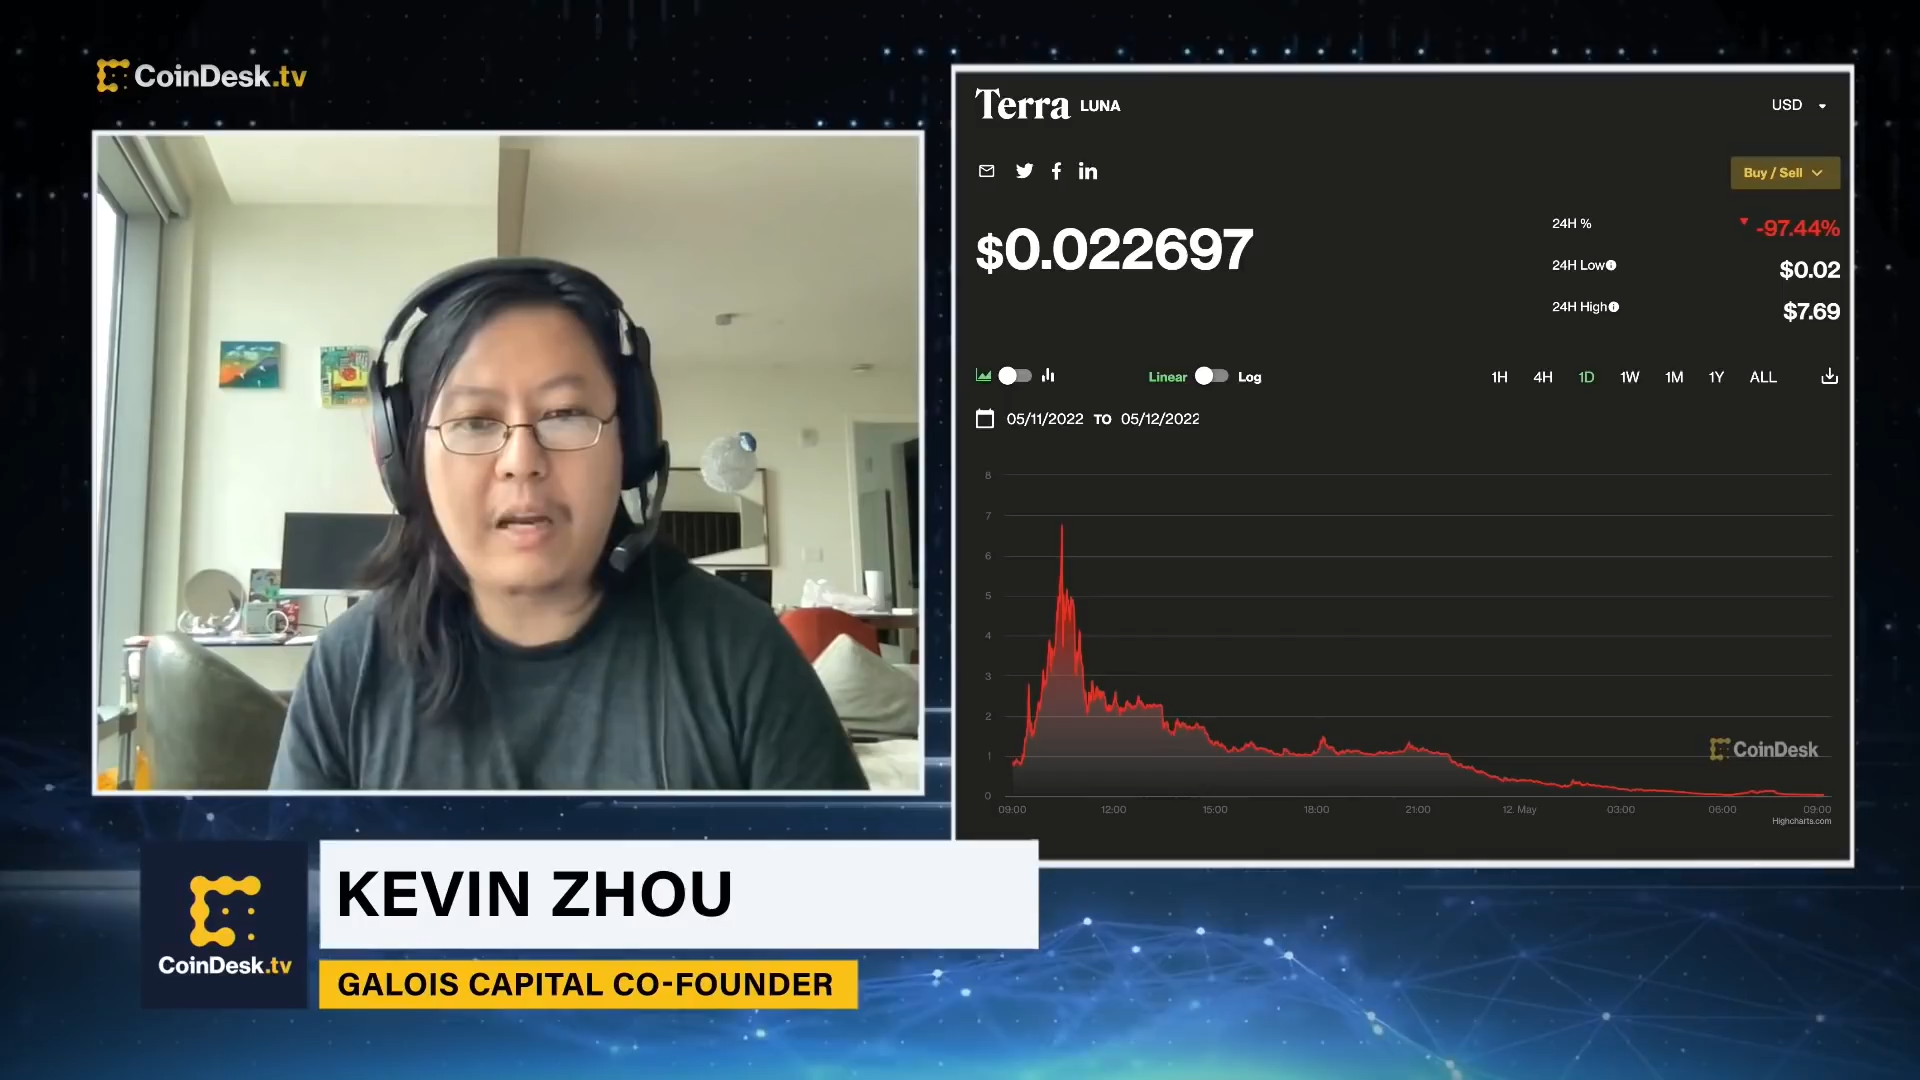 CoinDesk.tv
Terra LUNA
USD
Buy / Sell
$0.022697
24H %
-97.44%
24H Low
$0.02
24H High
$7.69
Linear
Log
1H 4H 1D 1W 1M 1Y ALL
05/11/2022 TO 05/12/2022
8
7
6
5
4
3
2
1
0
CoinDesk
09:00 12:00 15:00 18:00 21:00 12. May 03:00 06:00 09:00
Highcharts.com
KEVIN ZHOU
CoinDesk.tv
GALOIS CAPITAL CO-FOUNDER